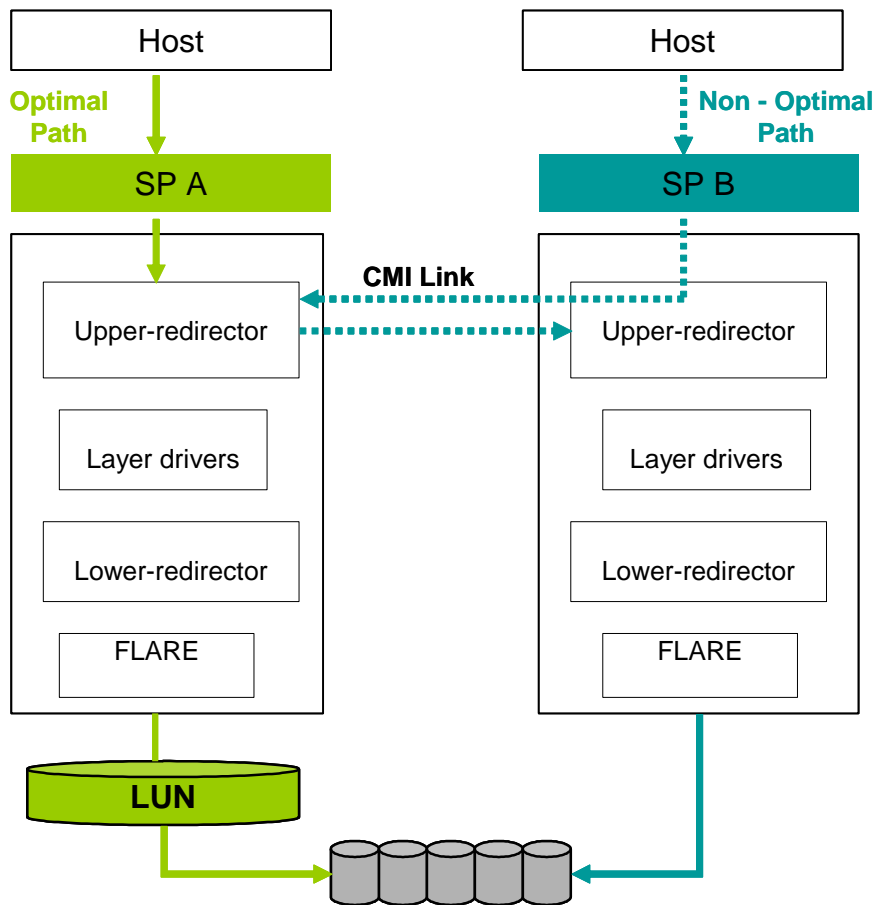 Host
Host
Optimal
Path
Non - Optimal
Path
SP A
SP B
CMI Link
Upper-redirector
Upper-redirector
Layer drivers
Layer drivers
Lower-redirector
Lower-redirector
FLARE
FLARE
LUN